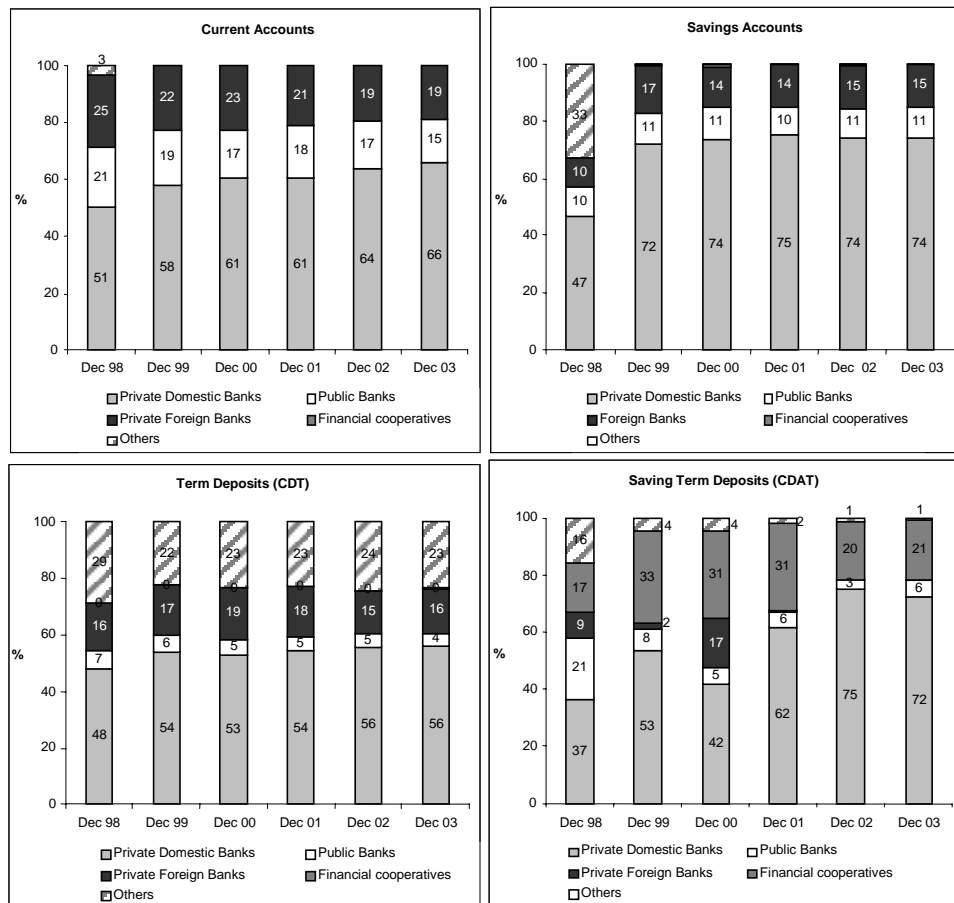 Current Accounts
3
100
25 22 23 21 19 19
80
21 19 17 18 17 15
60
%
40
51 58 61 61 64 66
20
0
Dec 98 Dec 99 Dec 00 Dec 01 Dec 02 Dec 03
Private Domestic Banks Public Banks
Private Foreign Banks Financial cooperatives
Others
Savings Accounts
100
33 17 14 14 15 15
80
11 11 10 11 11
60
10
10
%
40
47 72 74 75 74 74
20
0
Dec 98 Dec 99 Dec 00 Dec 01 Dec 02 Dec 03
Private Domestic Banks Public Banks
Foreign Banks Financial cooperatives
Others
Term Deposits (CDT)
100
29 22 23 23 24 23
80
0 0 0 0 0 0
16 17 19 18 15 16
60
7 6 5 5 5 4
%
40
48 54 53 54 56 56
20
0
Dec 98 Dec 99 Dec 00 Dec 01 Dec 02 Dec 03
Private Domestic Banks Public Banks
Private Foreign Banks Financial cooperatives
Others
Saving Term Deposits (CDAT)
1 1
100
16 4 4 2
80
17 33 31 31 20 21
60
9 2 17 6 3 6
21 8 5
%
40
37 53 42 62 75 72
20
0
Dec 98 Dec 99 Dec 00 Dec 01 Dec 02 Dec 03
Private Domestic Banks Public Banks
Private Foreign Banks Financial cooperatives
Others